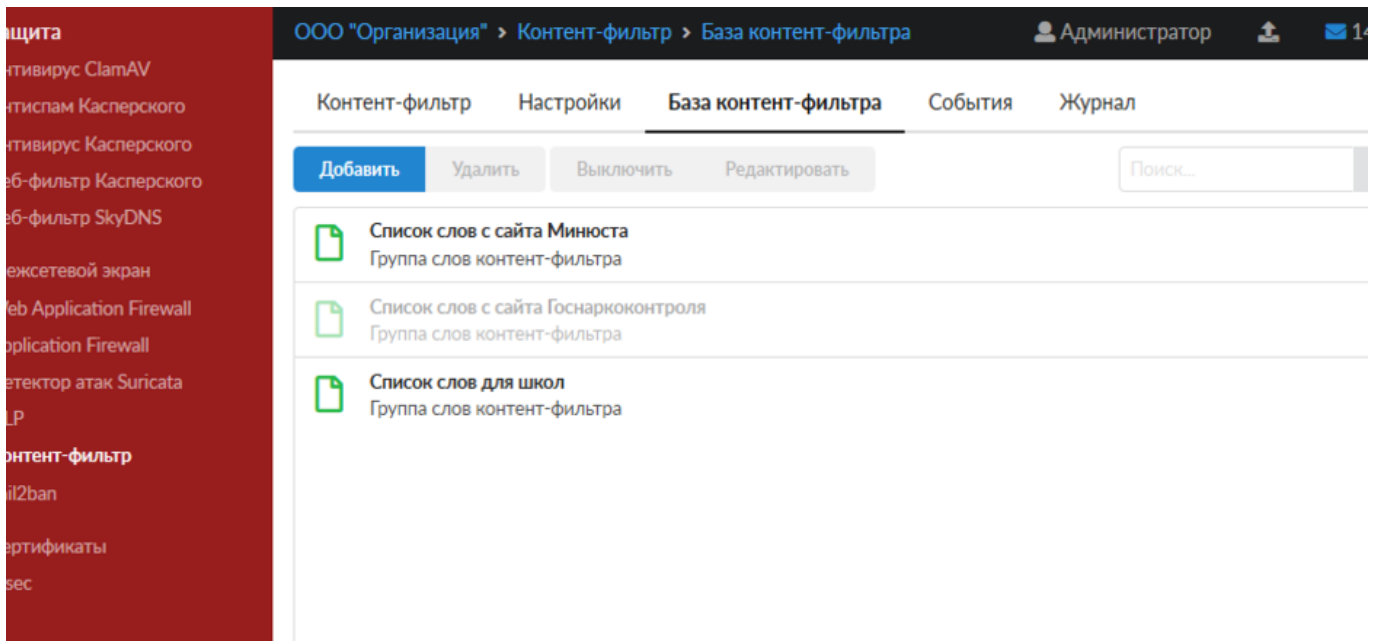 ащита
нтивирус ClamAV
нтиспам Касперского
нтивирус Касперского
еб-фильтр Касперского
еб-фильтр SkyDNS
ежсетевой экран
eb Application Firewall
pplication Firewall
етектор атак Suricata
LP
онтент-фильтр
il2ban
ертификаты
sec
ООО "Организация" > Контент-фильтр > База контент-фильтра Администратор 14
Контент-фильтр Настройки База контент-фильтра События Журнал
Добавить Удалить Выключить Редактировать Поиск...
Список слов с сайта Минюста
Группа слов контент-фильтра
Список слов с сайта Госнаркоконтроля
Группа слов контент-фильтра
Список слов для школ
Группа слов контент-фильтра